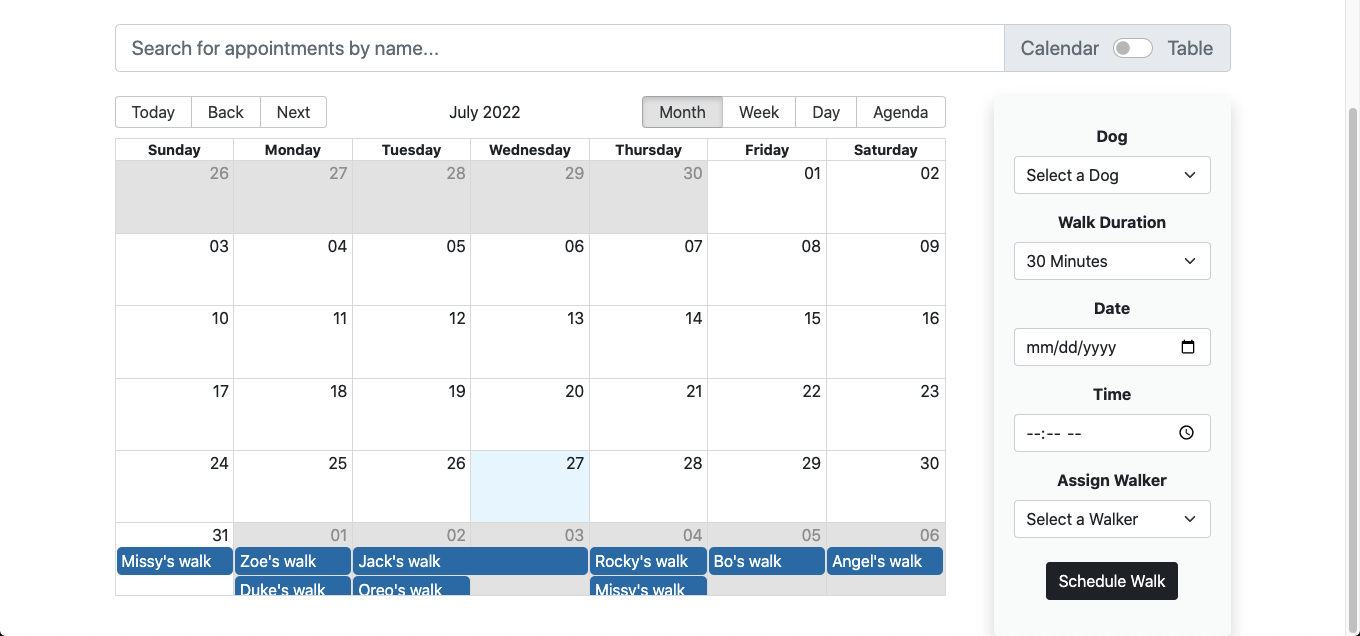 Search for appointments by name...
Calendar Table
Today Back Next July 2022 Month Week Day Agenda
Sunday Monday Tuesday Wednesday Thursday Friday Saturday
26 27 28 29 30 01 02
03 04 05 06 07 08 09
10 11 12 13 14 15 16
17 18 19 20 21 22 23
24 25 26 27 28 29 30
31 01 02 03 04 05 06
Missy's walk Zoe's walk Jack's walk Rocky's walk Bo's walk Angel's walk
Duke's walk Oreo's walk Missy's walk
Dog
Select a Dog
Walk Duration
30 Minutes
Date
mm/dd/yyyy
Time
--:-- --
Assign Walker
Select a Walker
Schedule Walk